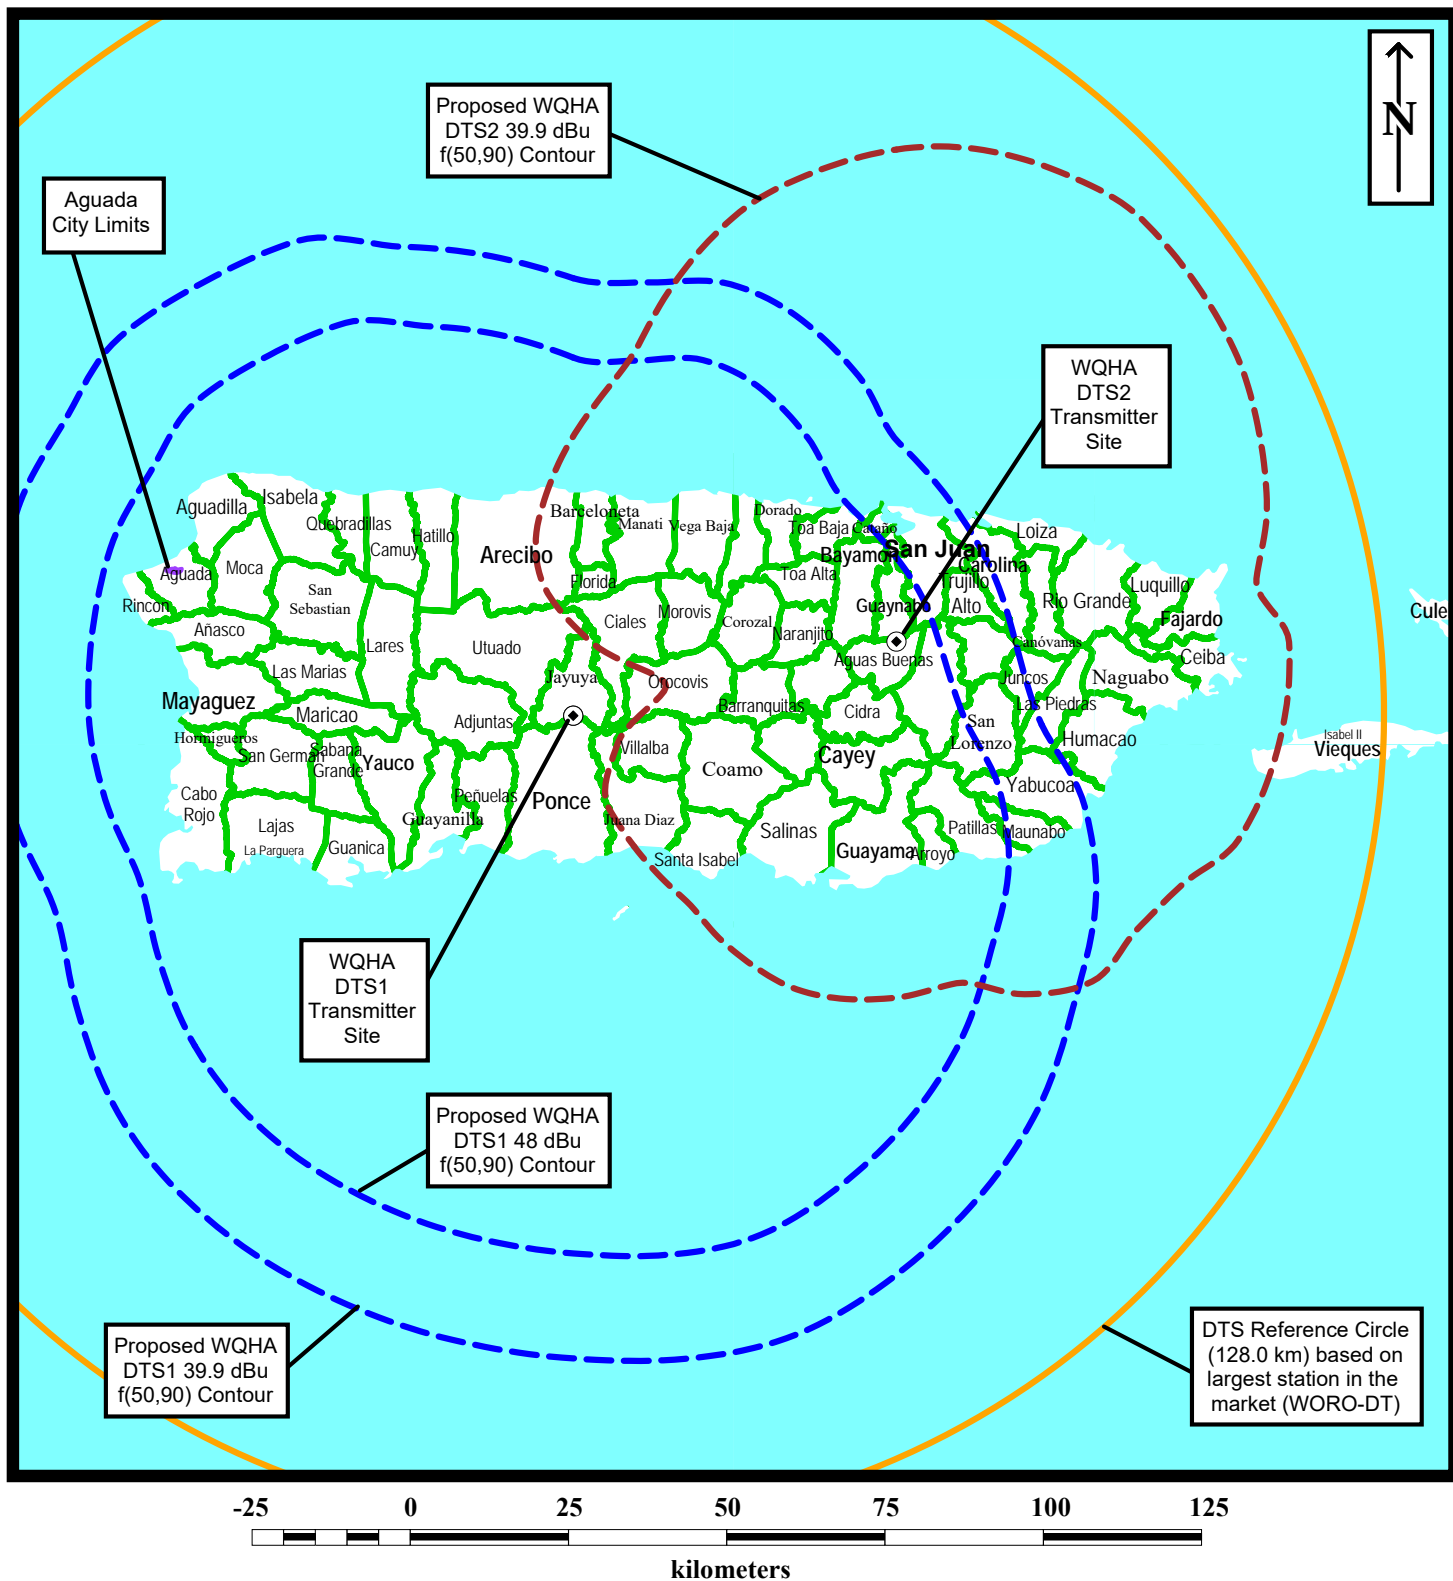 Proposed WQHA
DTS2 39.9 dBu
f(50,90) Contour
N
Aguada
City Limits
WQHA
DTS2
Transmitter
Site
Aguadilla
Isabela
Quebradillas
Camuy
Hatillo
Arecibo
Barceloneta
Manati
Vega Baja
Dorado
Toa Baja
Cataño
Bayamon
San Juan
Carolina
Loiza
Aguada
Moca
San
Sebastian
Florida
Toa Alta
Trujillo
Alto
Rio Grande
Luquillo
Fajardo
Cule
Rincon
Añasco
Lares
Utuado
Ciales
Morovis
Corozal
Naranjito
Guaynabo
Canóvanas
Ceiba
Las Marias
Jayuya
Orocovis
Aguas Buenas
Juncos
Naguabo
Mayaguez
Maricao
Adjuntas
Barranquitas
Cidra
San
Lorenzo
Las Piedras
Hormigueros
San German
Sabana
Grande
Yauco
Villalba
Coamo
Cayey
Humacao
Isabel II
Vieques
Cabo
Rojo
Peñuelas
Ponce
Yabucoa
Lajas
La Parguera
Guanica
Guayanilla
Juana Diaz
Santa Isabel
Salinas
Guayama
Arroyo
Patillas
Maunabo
WQHA
DTS1
Transmitter
Site
Proposed WQHA
DTS1 48 dBu
f(50,90) Contour
Proposed WQHA
DTS1 39.9 dBu
f(50,90) Contour
DTS Reference Circle
(128.0 km) based on
largest station in the
market (WORO-DT)
-25 0 25 50 75 100 125
kilometers